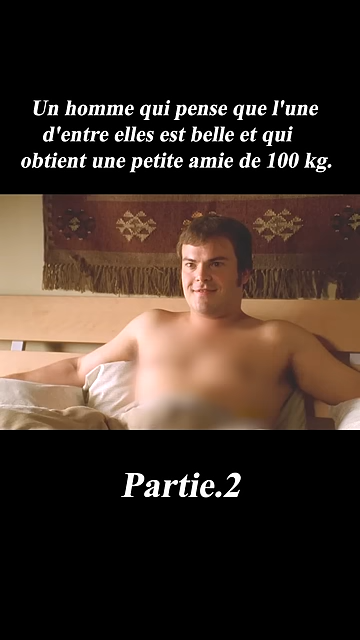 Un homme qui pense que l'une
d'entre elles est belle et qui
obtient une petite amie de 100 kg.
Partie.2